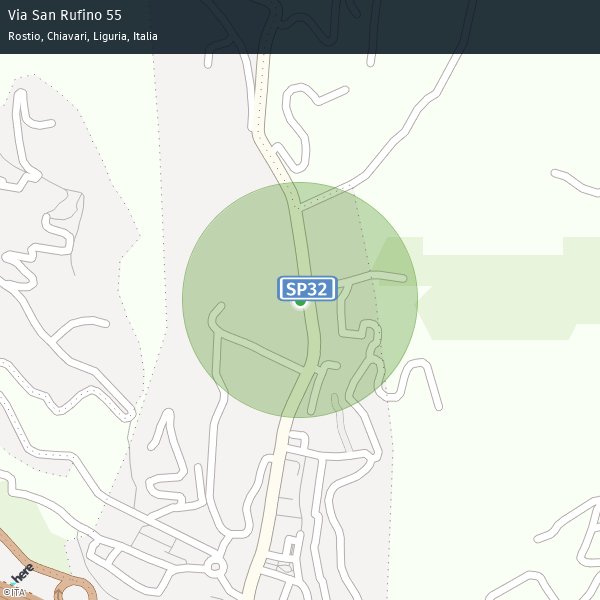 Via San Rufino 55
Rostio, Chiavari, Liguria, Italia
SP32
here
©ITA